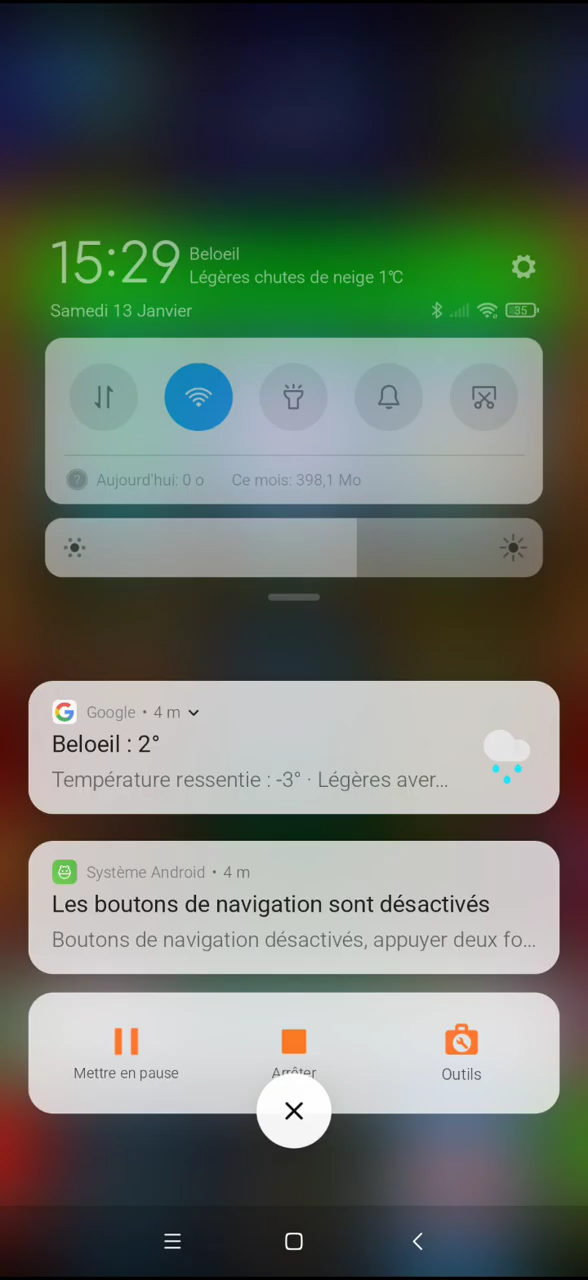 15:29
Beloeil
Légères chutes de neige 1°C
Samedi 13 Janvier
35
Aujourd'hui: 0 o Ce mois: 398,1 Mo
Google • 4 m
Beloeil : 2°
Température ressentie : -3° · Légères aver...
Système Android • 4 m
Les boutons de navigation sont désactivés
Boutons de navigation désactivés, appuyer deux fo...
Mettre en pause Arrêter Outils